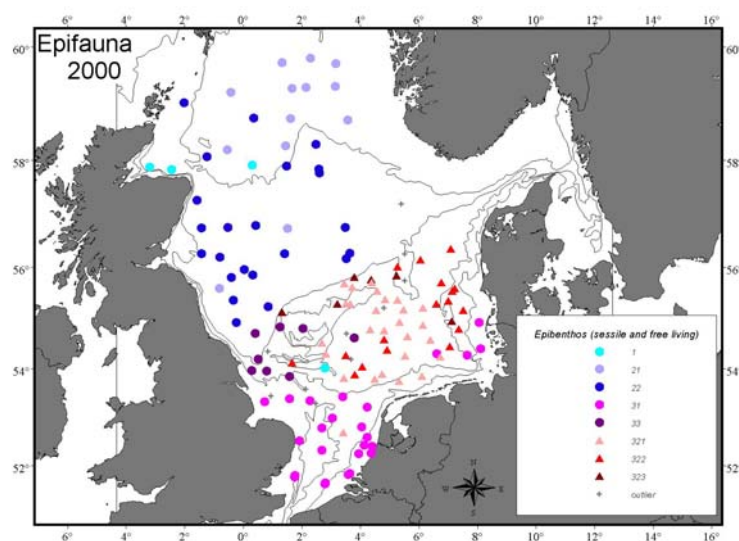 6° 4° 2° 0° 2° 4° 6° 8° 10° 12° 14° 16°
Epifauna
2000
60° 60°
58° 58°
56° 56°
54° 54°
52° 52°
Epibenthos (sessile and free living)
1
21
22
31
33
321
322
323
outlier
N
W E
S
6° 4° 2° 0° 2° 4° 6° 8° 10° 12° 14° 16°